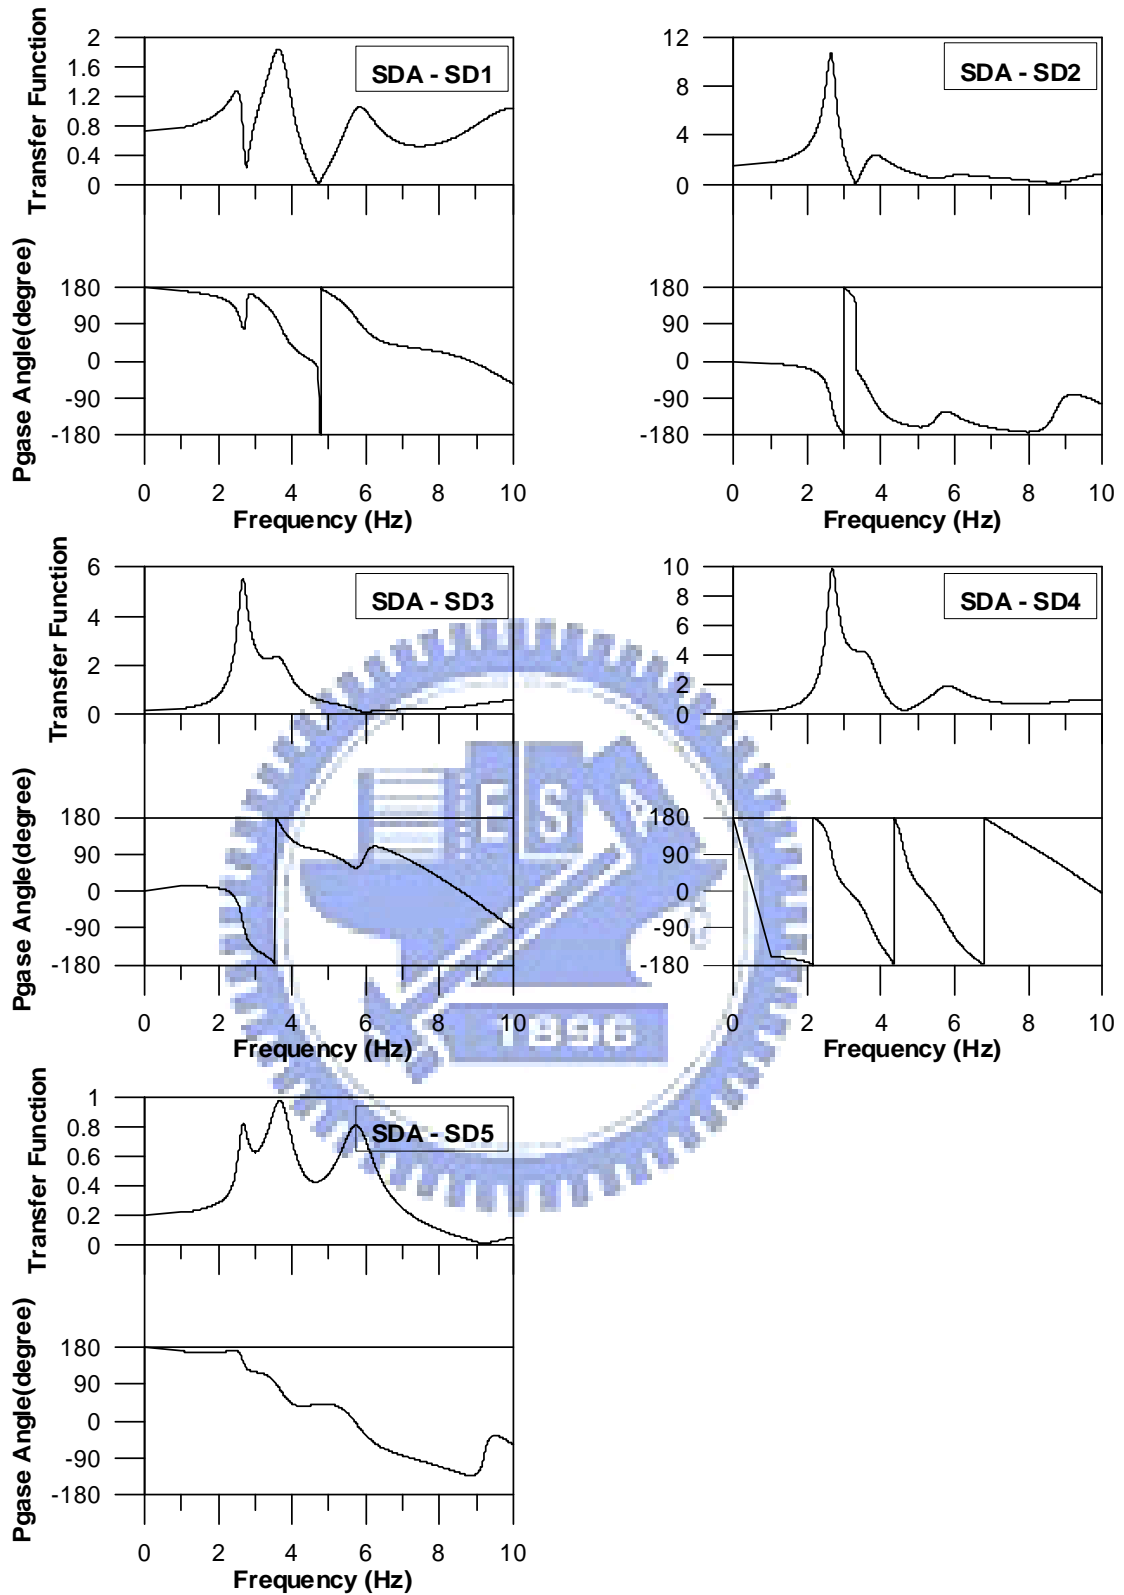 Transfer Function
2
1.6
1.2
0.8
0.4
0
SDA - SD1
Pgase Angle(degree)
180
90
0
-90
-180
0 2 4 6 8 10
Frequency (Hz)
12
8
4
0
SDA - SD2
180
90
0
-90
-180
0 2 4 6 8 10
Frequency (Hz)
Transfer Function
6
4
2
0
SDA - SD3
Pgase Angle(degree)
180
90
0
-90
-180
0 2 4 6 8 10
Frequency (Hz)
10
8
6
4
2
0
SDA - SD4
180
90
0
-90
-180
0 2 4 6 8 10
Frequency (Hz)
E S A
1896
Transfer Function
1
0.8
0.6
0.4
0.2
0
SDA - SD5
Pgase Angle(degree)
180
90
0
-90
-180
0 2 4 6 8 10
Frequency (Hz)